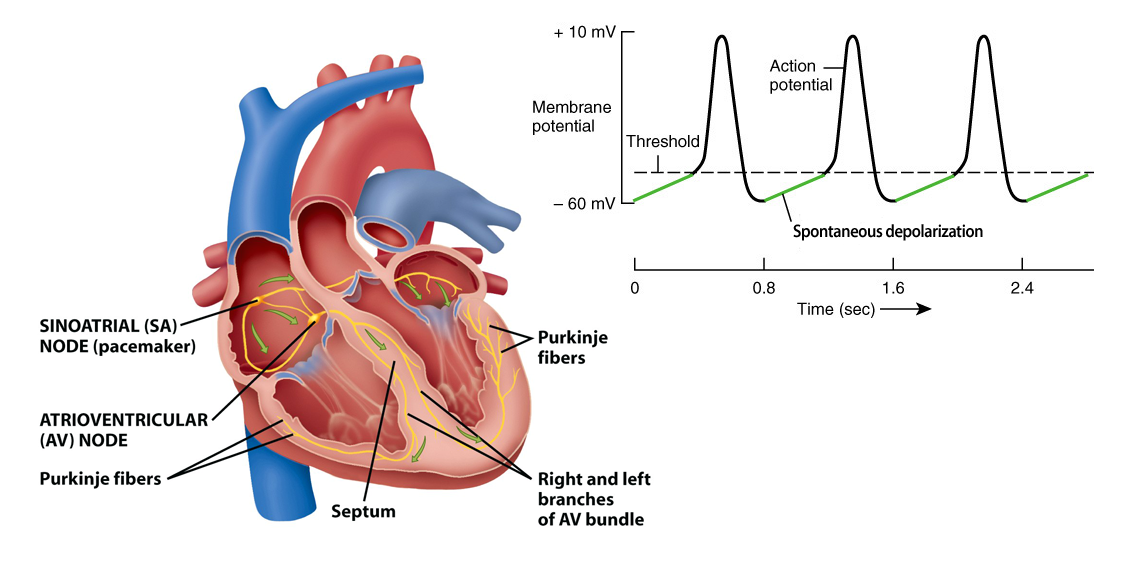 SINOATRIAL (SA)
NODE (pacemaker)
ATRIOVENTRICULAR
(AV) NODE
Purkinje fibers
Septum
Purkinje
fibers
Right and left
branches
of AV bundle
+ 10 mV
Membrane
potential
Action
potential
Threshold
– 60 mV
Spontaneous depolarization
0 0.8 1.6 2.4
Time (sec)